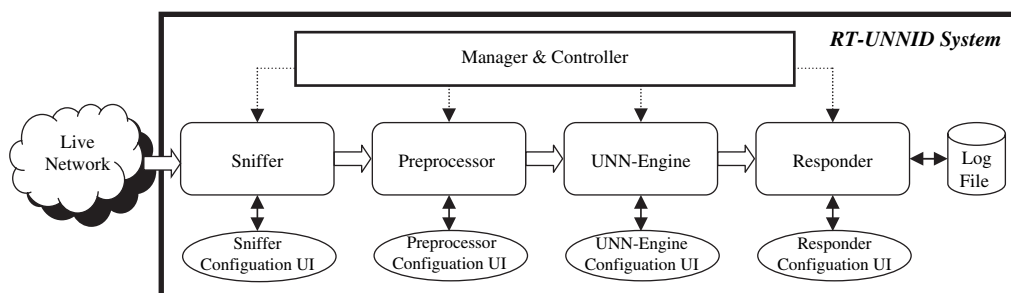 RT-UNNID System
Manager & Controller
Live
Network
Sniffer
Preprocessor
UNN-Engine
Responder
Log
File
Sniffer
Configuation UI
Preprocessor
Configuation UI
UNN-Engine
Configuation UI
Responder
Configuation UI